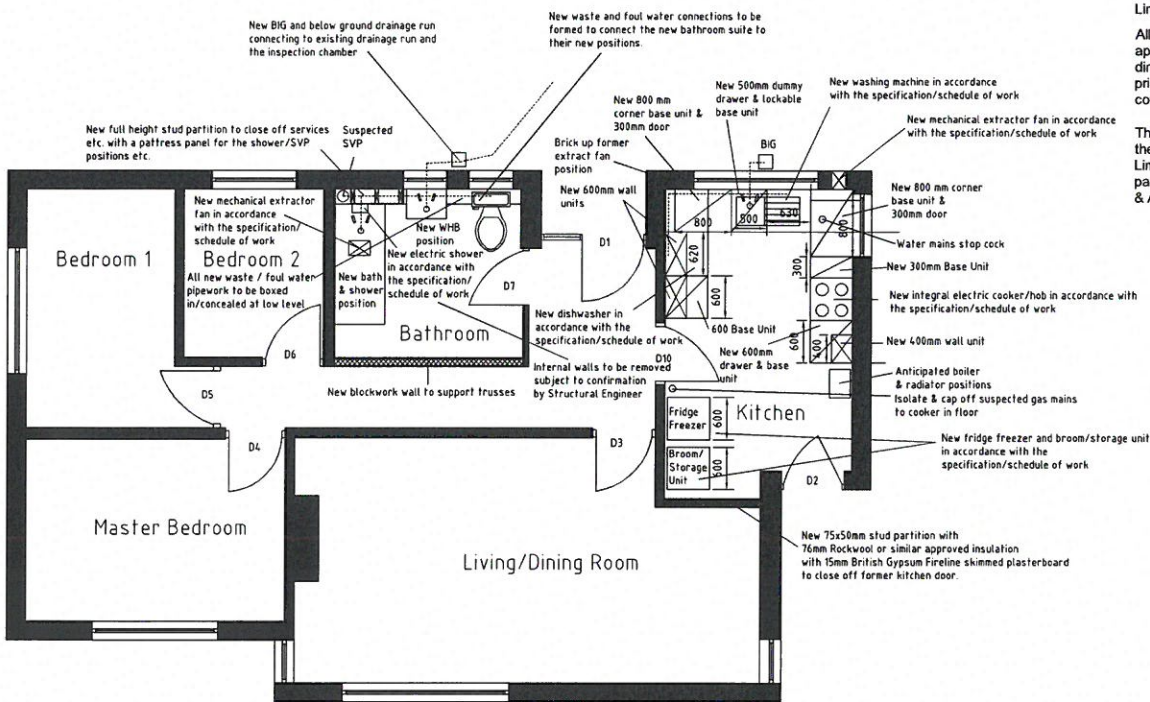 New BIG and below ground drainage run
connecting to existing drainage run and
the inspection chamber
New waste and foul water connections to be
formed to connect the new bathroom suite to
their new positions.
New full height stud partition to close off services
etc. with a pattress panel for the shower/SVP
positions etc.
Suspected
SVP
New 800 mm
corner base unit &
300mm door
New 500mm dummy
drawer & lockable
base unit
New washing machine in accordance
with the specification/schedule of work
New mechanical extractor fan in accordance
with the specification/schedule of work
Brick up former
extract fan
position
BIG
New 600mm wall
units
New 800 mm corner
base unit &
300mm door
Water mains stop cock
New 300mm Base Unit
New integral electric cooker/hob in accordance with
the specification/schedule of work
New 400mm wall unit
Anticipated boiler
& radiator positions
Isolate & cap off suspected gas mains
to cooker in floor
New fridge freezer and broom/storage unit
in accordance with the
specification/schedule of work
New 75x50mm stud partition with
76mm Rockwool or similar approved insulation
with 15mm British Gypsum Fireline skimmed plasterboard
to close off former kitchen door.
Bedroom 1
New mechanical extractor
fan in accordance
with the specification/
schedule of work
Bedroom 2
All new waste / foul water
pipework to be boxed
in/concealed at low level
New WHB
position
New electric shower
in accordance with
the specification/
schedule of work
New bath
& shower
position
Bathroom
D7
D1
800
800
630
800
620
300
600
600
400
New dishwasher in
accordance with the
specification/schedule of work
600 Base Unit
New 600mm
drawer & base
unit
D10
Internal walls to be removed
subject to confirmation
by Structural Engineer
New blockwork wall to support trusses
D6
D5
D4
D3
D2
Kitchen
Fridge
Freezer
600
Broom/
Storage
Unit
600
Master Bedroom
Living/Dining Room